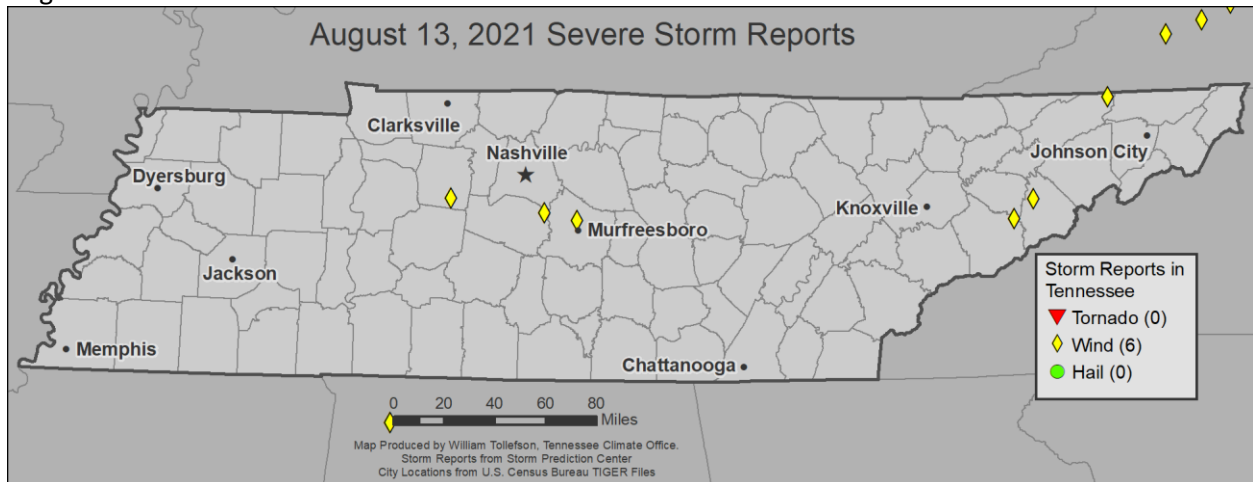 August 13, 2021 Severe Storm Reports
Clarksville
Nashville
Johnson City
Dyersburg
Knoxville
Murfreesboro
Jackson
Storm Reports in
Tennessee
Tornado (0)
Wind (6)
Hail (0)
Memphis
Chattanooga
0 20 40 60 80
Miles
Map Produced by William Tollefson, Tennessee Climate Office.
Storm Reports from Storm Prediction Center
City Locations from U.S. Census Bureau TIGER Files